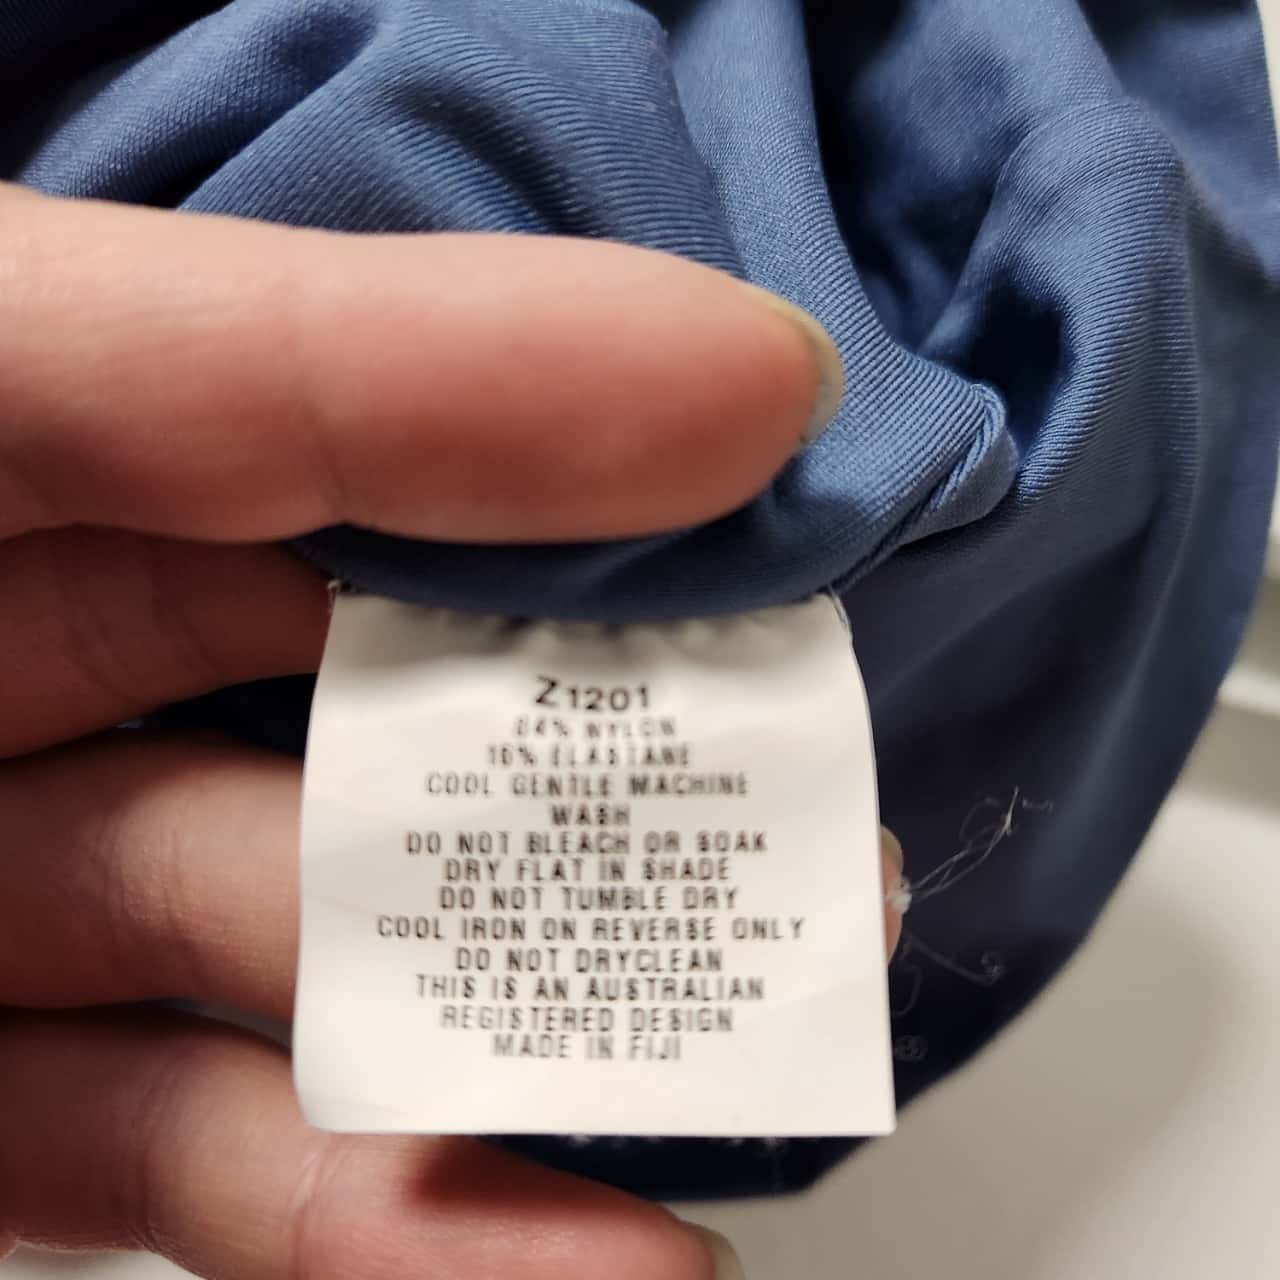 Z1201
84% NYLON
16% ELASTANE
COOL GENTLE MACHINE
WASH
DO NOT BLEACH OR SOAK
DRY FLAT IN SHADE
DO NOT TUMBLE DRY
COOL IRON ON REVERSE ONLY
DO NOT DRYCLEAN
THIS IS AN AUSTRALIAN
REGISTERED DESIGN
MADE IN FIJI